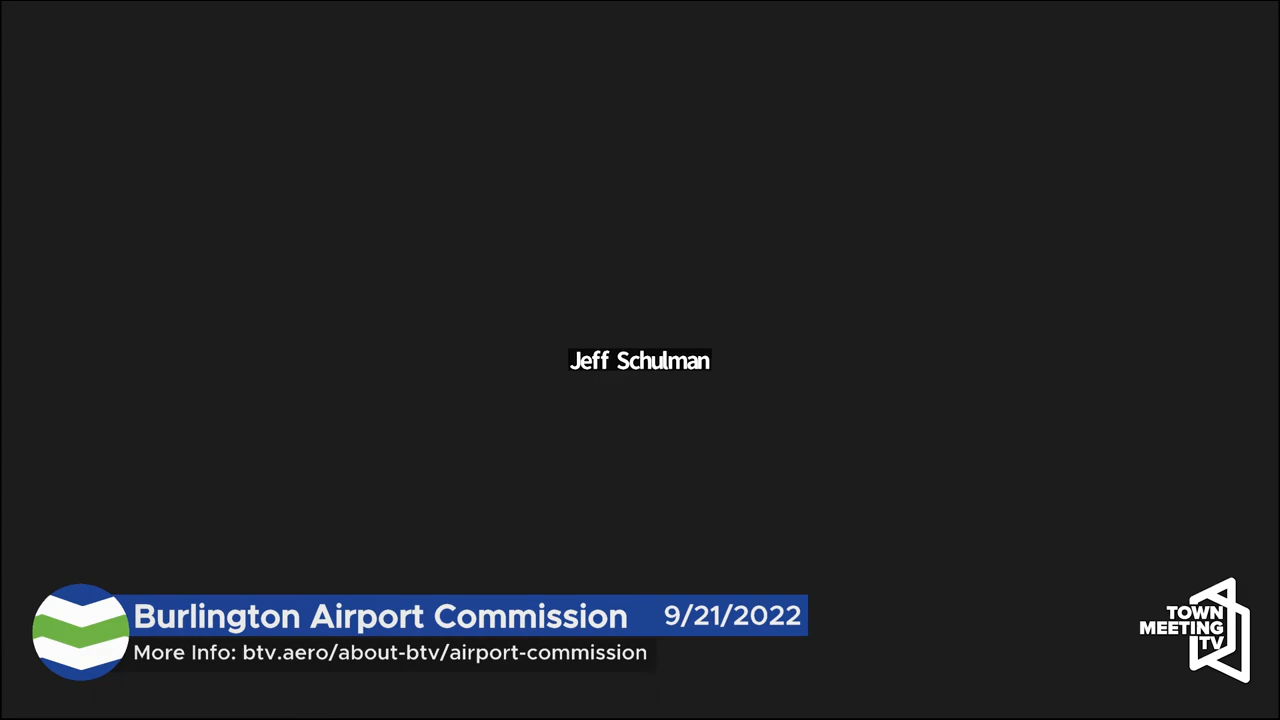 Jeff Schulman
Burlington Airport Commission 9/21/2022
More Info: btv.aero/about-btv/airport-commission
TOWN
MEETING
TV